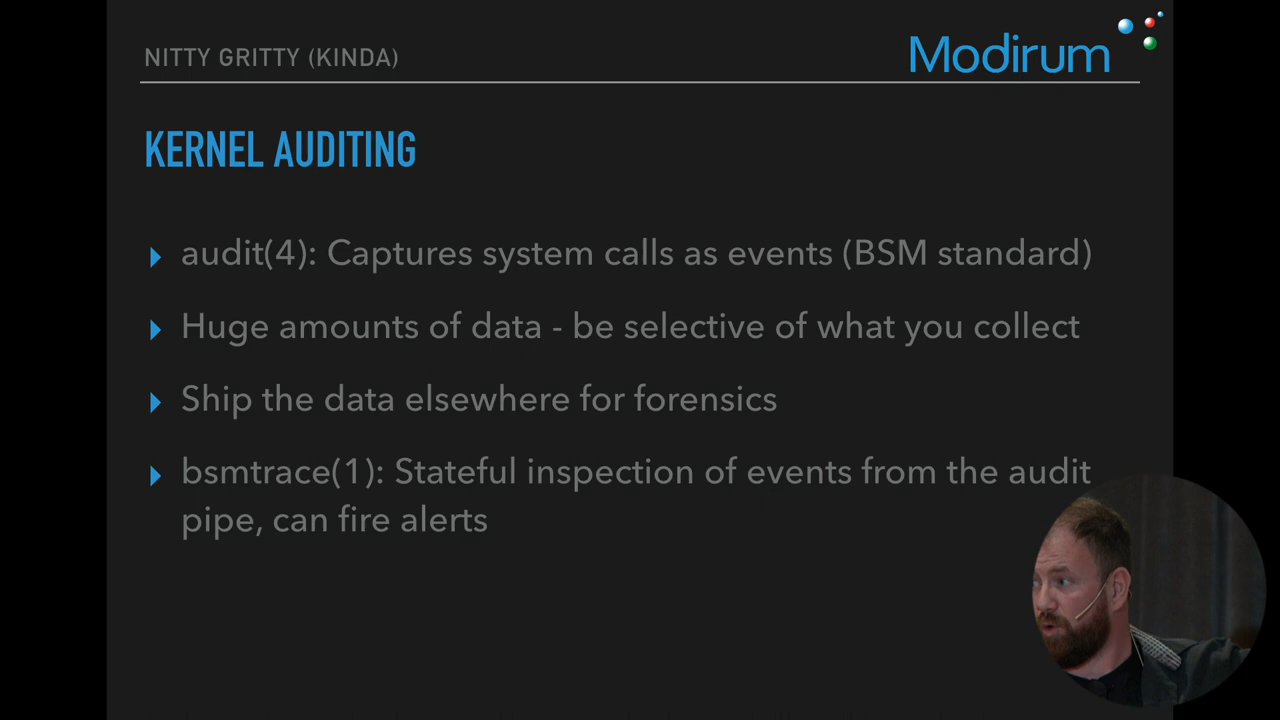 NITTY GRITTY (KINDA)
Modirum
KERNEL AUDITING
audit(4): Captures system calls as events (BSM standard)
Huge amounts of data - be selective of what you collect
Ship the data elsewhere for forensics
bsmtrace(1): Stateful inspection of events from the audit
pipe, can fire alerts